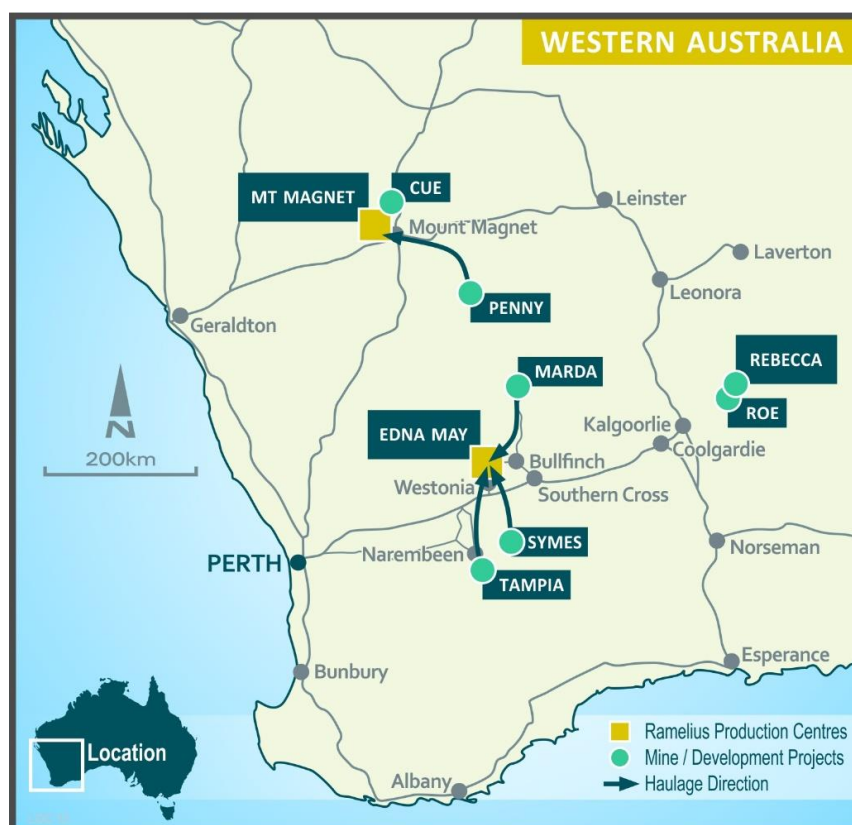 WESTERN AUSTRALIA
CUE
MT MAGNET
Mount Magnet
Leinster
Laverton
Leonora
PENNY
Geraldton
REBECCA
MARDA
ROE
N
200km
EDNA MAY
Kalgoorlie
Coolgardie
Bullfinch
Westonia
Southern Cross
SYMES
Norseman
Narembeen
PERTH
TAMPIA
Esperance
Bunbury
Location
Ramelius Production Centres
Mine / Development Projects
Haulage Direction
Albany